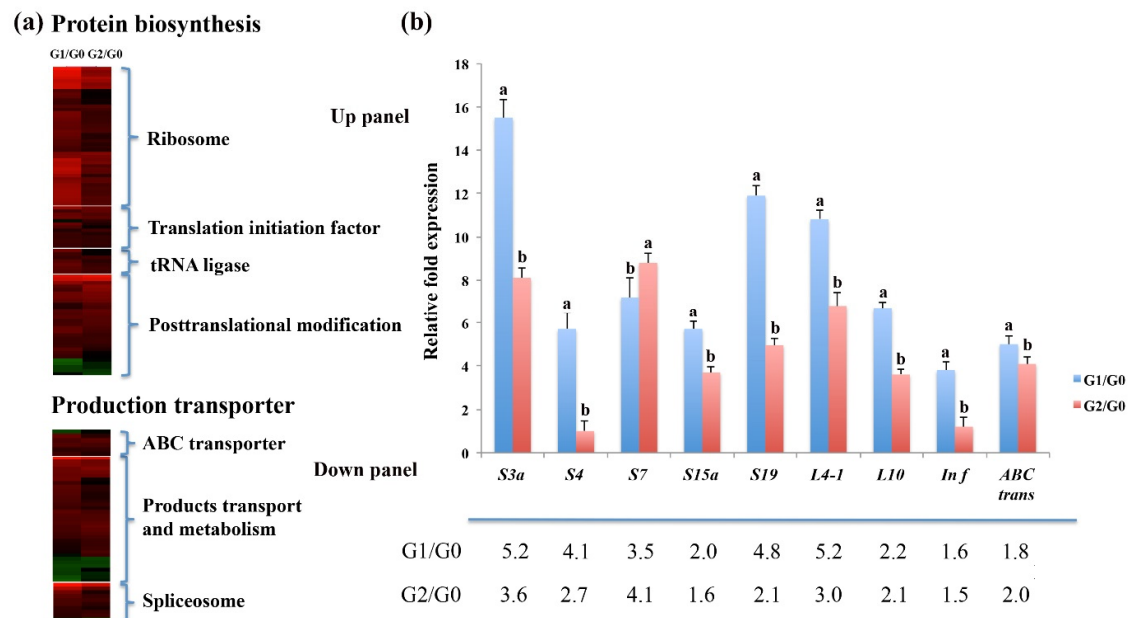 (a) Protein biosynthesis
G1/G0 G2/G0
Ribosome
Translation initiation factor
tRNA ligase
Posttranslational modification
Production transporter
ABC transporter
Products transport
and metabolism
Spliceosome
(b)
Up panel
Down panel
Relative fold expression
18
16
14
12
10
8
6
4
2
0
a
b
a
b
b
a
a
b
a
b
a
b
a
b
a
b
a
b
G1/G0
G2/G0
S3a S4 S7 S15a S19 L4-1 L10 In f ABC
trans
G1/G0 5.2 4.1 3.5 2.0 4.8 5.2 2.2 1.6 1.8
G2/G0 3.6 2.7 4.1 1.6 2.1 3.0 2.1 1.5 2.0